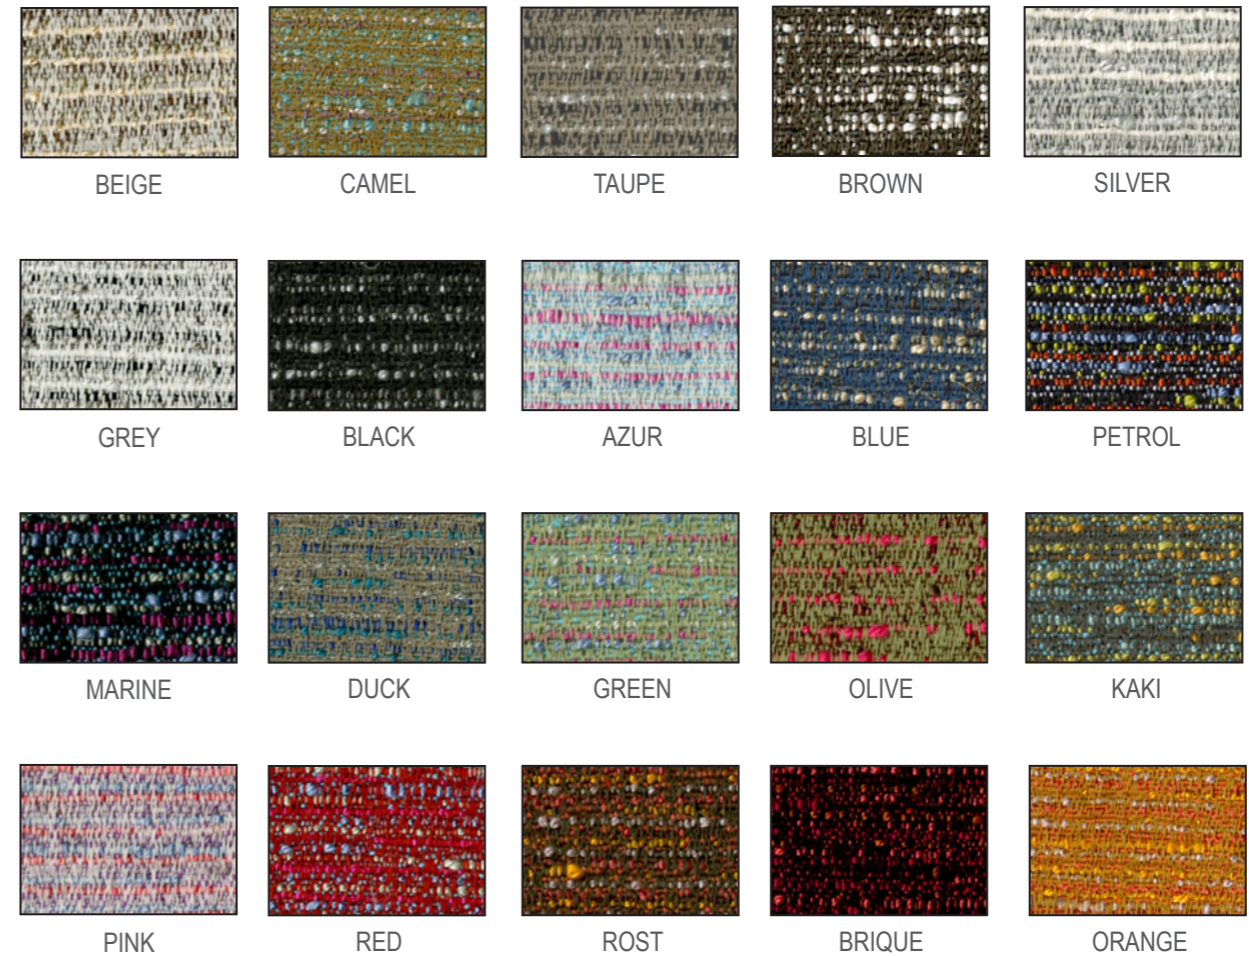 BEIGE
CAMEL
TAUPE
BROWN
SILVER
GREY
BLACK
AZUR
BLUE
PETROL
MARINE
DUCK
GREEN
OLIVE
KAKI
PINK
RED
ROST
BRIQUE
ORANGE